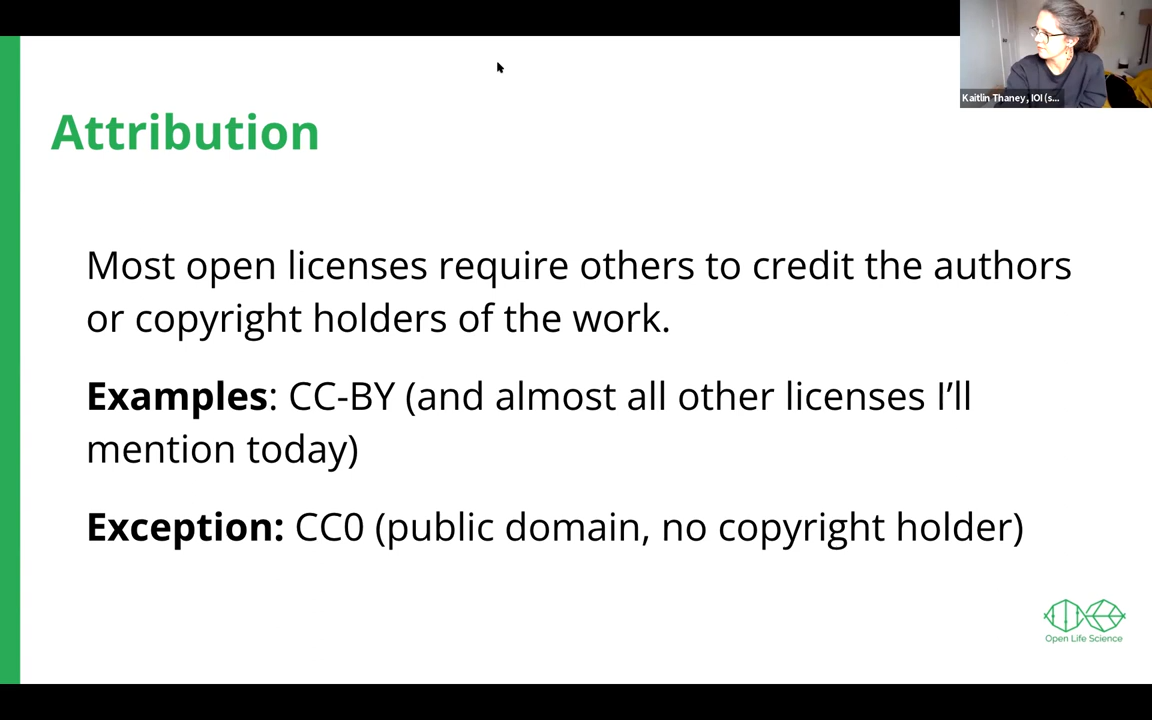 Kaitlin Thaney, IOI (s...
Attribution
Most open licenses require others to credit the authors
or copyright holders of the work.
Examples: CC-BY (and almost all other licenses I’ll
mention today)
Exception: CC0 (public domain, no copyright holder)
Open Life Science